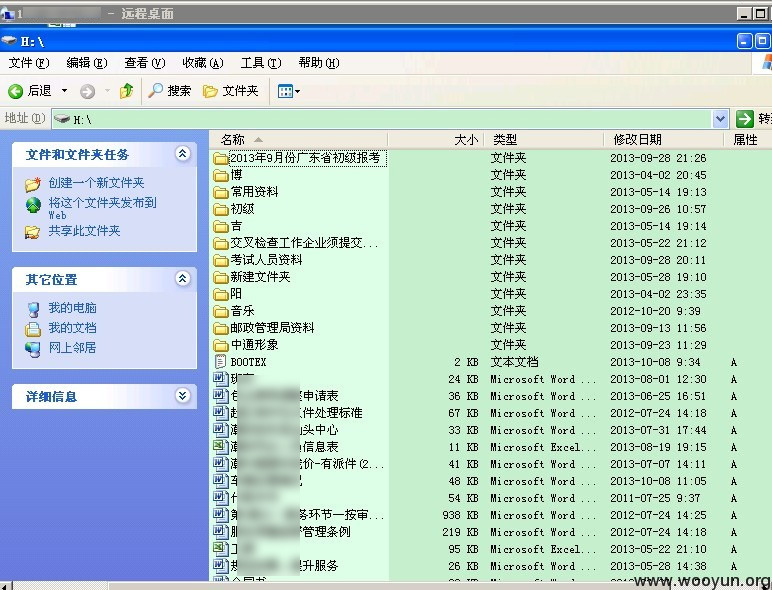 1 - 远程桌面
H:\
文件(F) 编辑(E) 查看(V) 收藏(A) 工具(T) 帮助(H)
后退 搜索 文件夹
地址(D) H:\ 转
名称 大小 类型 修改日期 属性
文件和文件夹任务
创建一个新文件夹
将这个文件夹发布到
Web
共享此文件夹
其它位置
我的电脑
我的文档
网上邻居
详细信息
2013年9月份广东省初级报考 文件夹 2013-09-28 21:26
博 文件夹 2013-04-02 20:45
常用资料 文件夹 2013-05-14 19:13
初级 文件夹 2013-09-26 10:57
吉 文件夹 2013-05-14 19:14
交叉检查工作企业须提交... 文件夹 2013-05-22 21:12
考试人员资料 文件夹 2013-09-28 20:11
新建文件夹 文件夹 2013-05-28 19:10
阳 文件夹 2013-04-02 23:35
音乐 文件夹 2012-10-20 9:39
邮政管理局资料 文件夹 2013-09-13 11:56
中通形象 文件夹 2013-09-23 11:29
BOOTEX 2 KB 文本文档 2013-10-08 9:34 A
班 24 KB Microsoft Word ... 2013-08-01 12:30 A
申请表 36 KB Microsoft Word ... 2013-06-25 16:51 A
件处理标准 67 KB Microsoft Word ... 2012-07-24 14:18 A
头中心 33 KB Microsoft Word ... 2013-07-31 17:44 A
信息表 11 KB Microsoft Excel... 2013-08-19 19:15 A
价-有派件(2... 41 KB Microsoft Word ... 2013-07-07 14:11 A
车 48 KB Microsoft Word ... 2013-10-08 11:05 A
什 54 KB Microsoft Word ... 2011-07-25 9:37 A
第 务环节一按审... 938 KB Microsoft Word ... 2012-07-24 14:25 A
服 管理条例 219 KB Microsoft Word ... 2012-07-24 14:18 A
工 95 KB Microsoft Excel... 2013-05-22 21:10 A
升服务 26 KB Microsoft Word ... 2013-05-28 14:38 A
www.wooyun.org